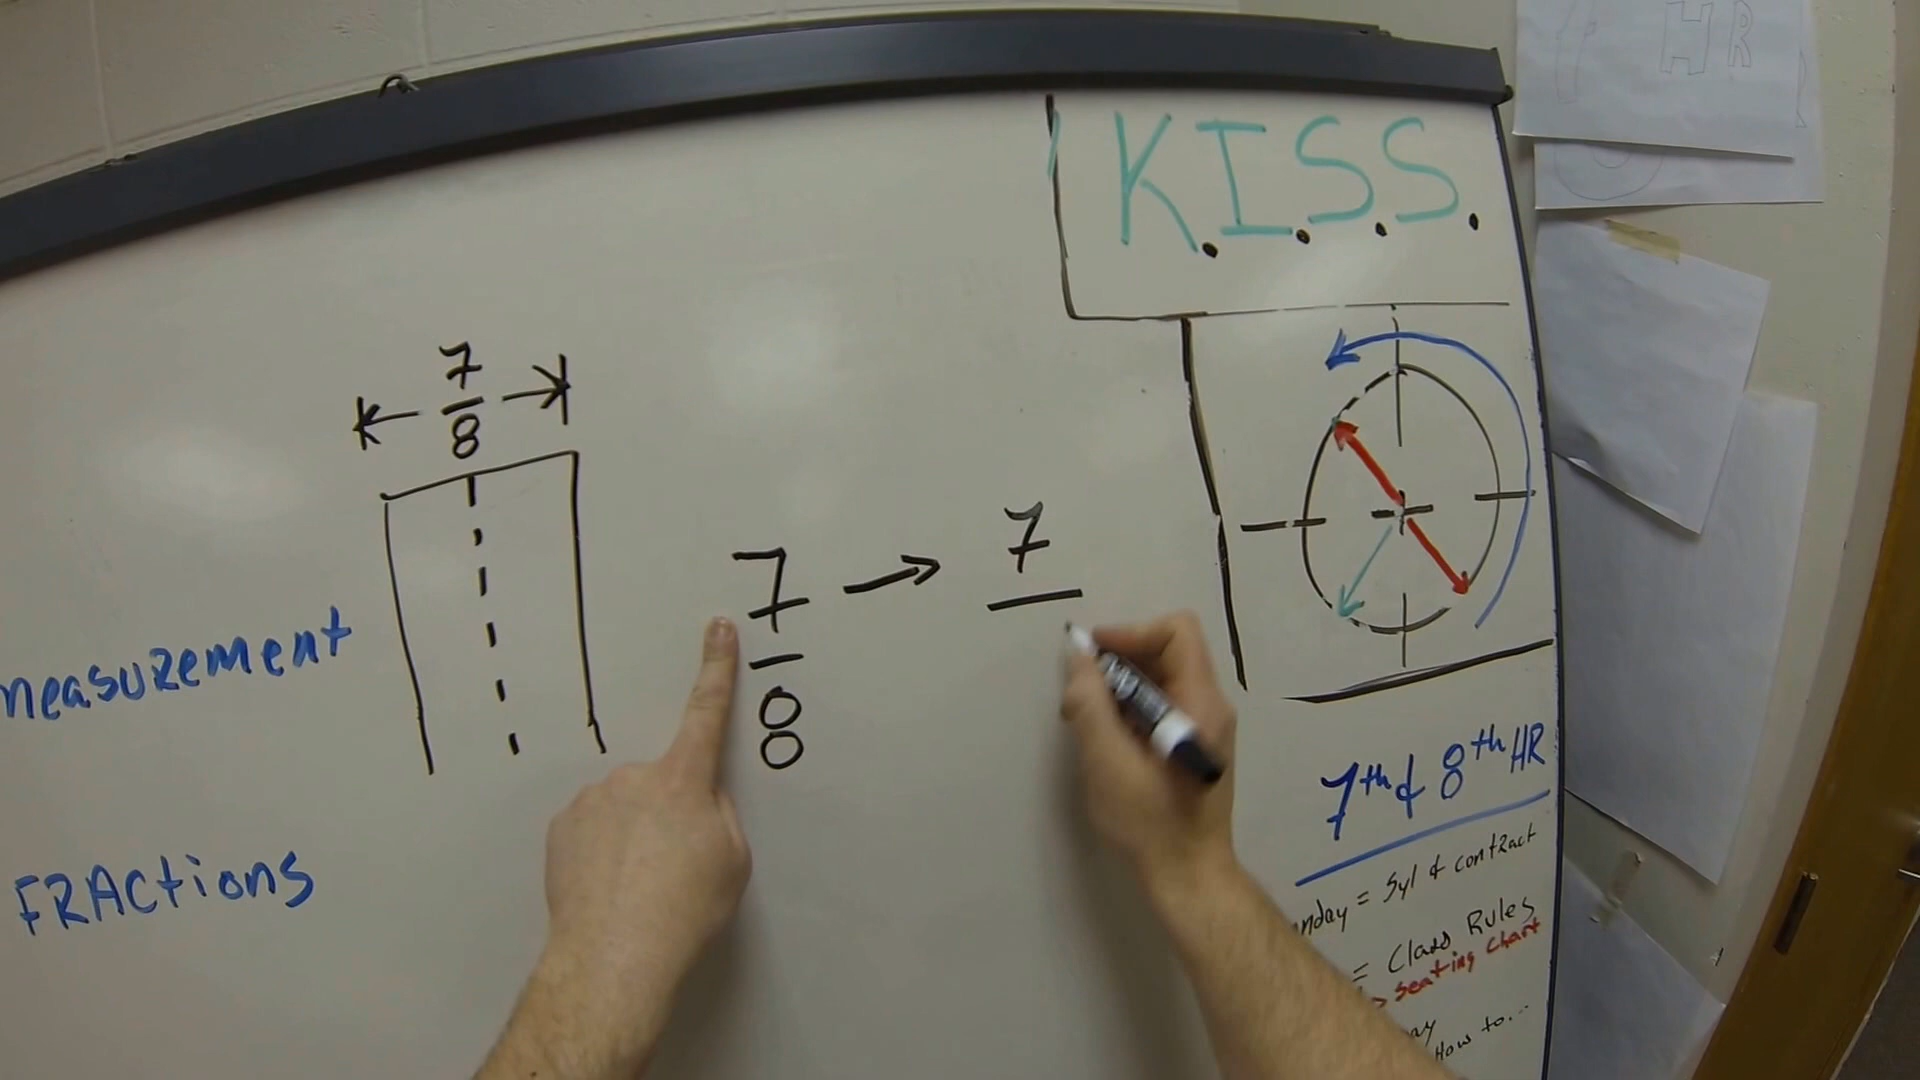 HR
K.I.S.S.
7
8
7
8
7
measurement
FRACtions
7th & 8th HR
= Syl & contract
= Class Rules
Seating Chart
How to...